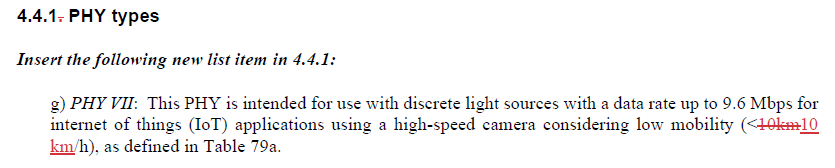 4.4.1. PHY types
Insert the following new list item in 4.4.1:
g) PHY VII: This PHY is intended for use with discrete light sources with a data rate up to 9.6 Mbps for
internet of things (IoT) applications using a high-speed camera considering low mobility (<10km10
km/h), as defined in Table 79a.